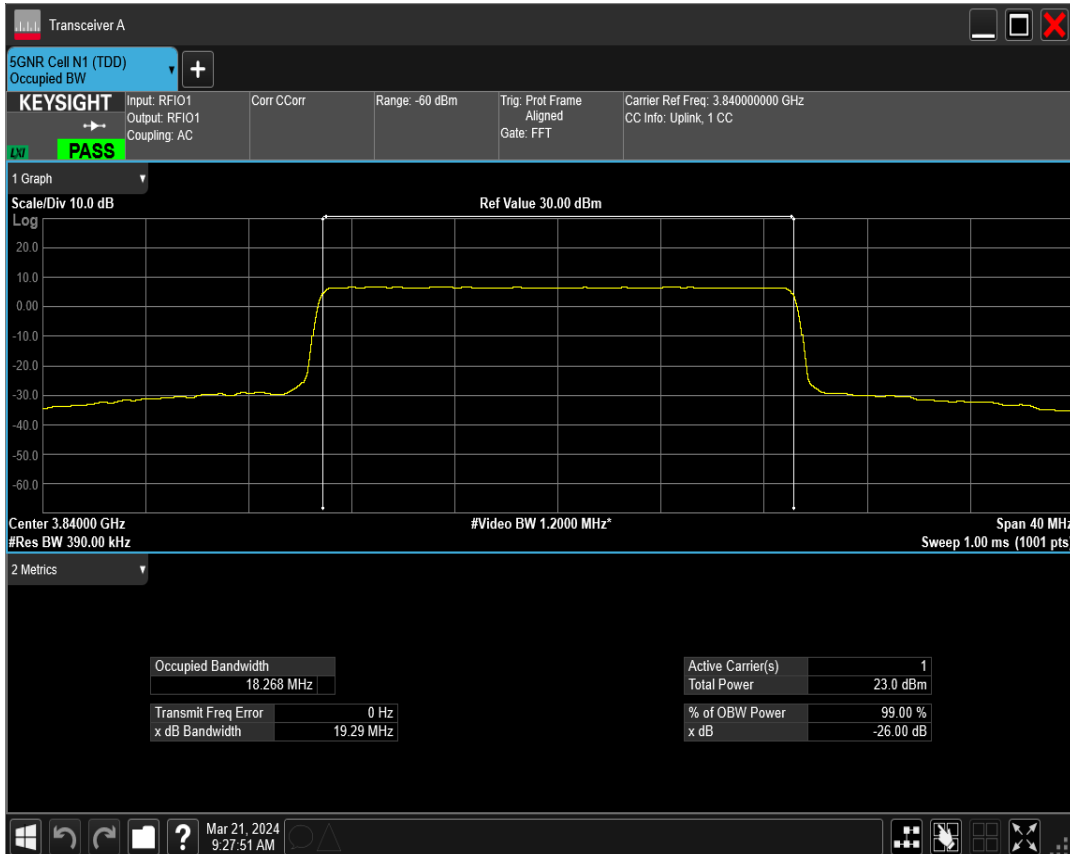 Transceiver A
5GNR Cell N1 (TDD)
Occupied BW
+
KEYSIGHT
LXI
PASS
Input: RFIO1
Output: RFIO1
Coupling: AC
Corr CCorr
Range: -60 dBm
Trig: Prot Frame
Aligned
Gate: FFT
Carrier Ref Freq: 3.840000000 GHz
CC Info: Uplink, 1 CC
1 Graph
Scale/Div 10.0 dB
Ref Value 30.00 dBm
Log
20.0
10.0
0.00
-10.0
-20.0
-30.0
-40.0
-50.0
-60.0
Center 3.84000 GHz
#Video BW 1.2000 MHz*
Span 40 MHz
#Res BW 390.00 kHz
Sweep 1.00 ms (1001 pts)
2 Metrics
Occupied Bandwidth
18.268 MHz
Transmit Freq Error 0 Hz
x dB Bandwidth 19.29 MHz
Active Carrier(s) 1
Total Power 23.0 dBm
% of OBW Power 99.00 %
x dB -26.00 dB
?
Mar 21, 2024
9:27:51 AM